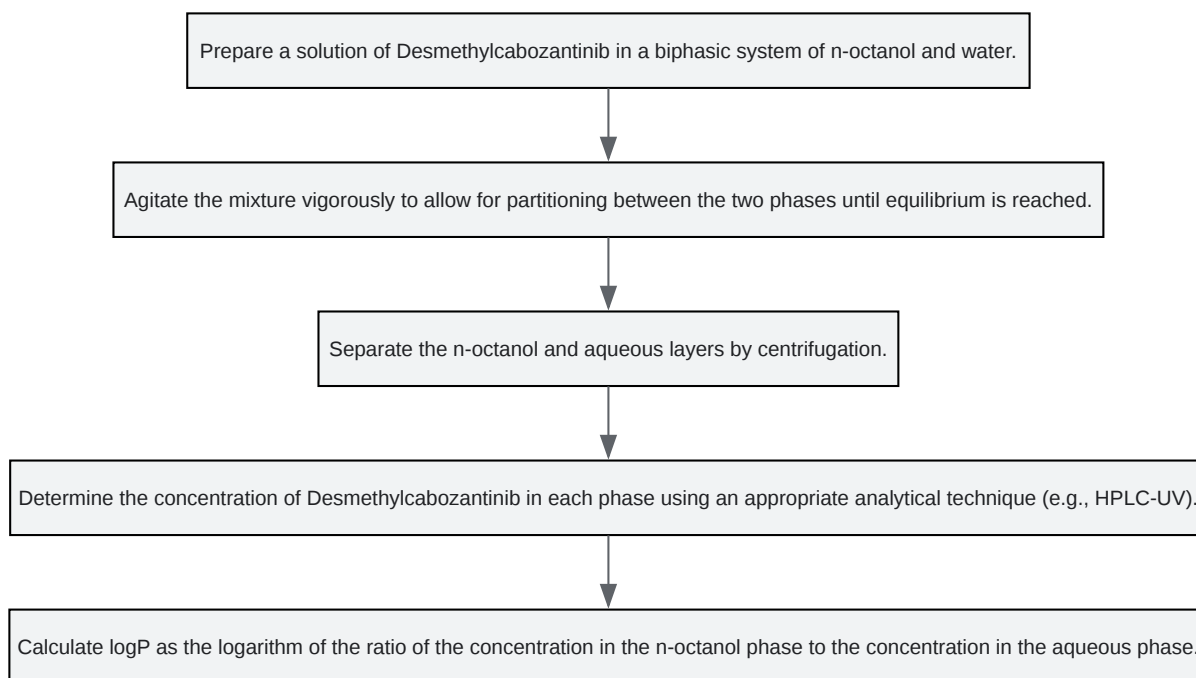 Prepare a solution of Desmethylcabozantinib in a biphasic system of n-octanol and water.
Agitate the mixture vigorously to allow for partitioning between the two phases until equilibrium is reached.
Separate the n-octanol and aqueous layers by centrifugation.
Determine the concentration of Desmethylcabozantinib in each phase using an appropriate analytical technique (e.g., HPLC-UV).
Calculate logP as the logarithm of the ratio of the concentration in the n-octanol phase to the concentration in the aqueous phase.